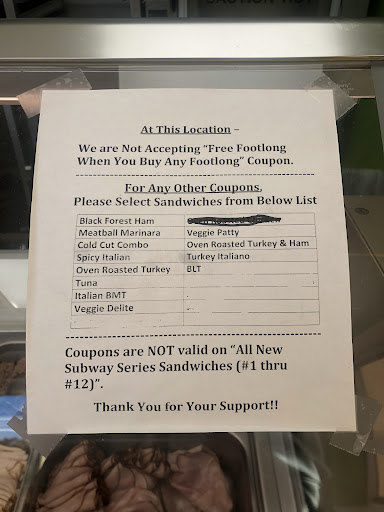 CAUTION HOT
At This Location –
We are Not Accepting "Free Footlong
When You Buy Any Footlong" Coupon.
For Any Other Coupons,
Please Select Sandwiches from Below List
Black Forest Ham
Meatball Marinara Veggie Patty
Cold Cut Combo Oven Roasted Turkey & Ham
Spicy Italian Turkey Italiano
Oven Roasted Turkey BLT
Tuna
Italian BMT
Veggie Delite
Coupons are NOT valid on "All New
Subway Series Sandwiches (#1 thru
#12)".
Thank You for Your Support!!